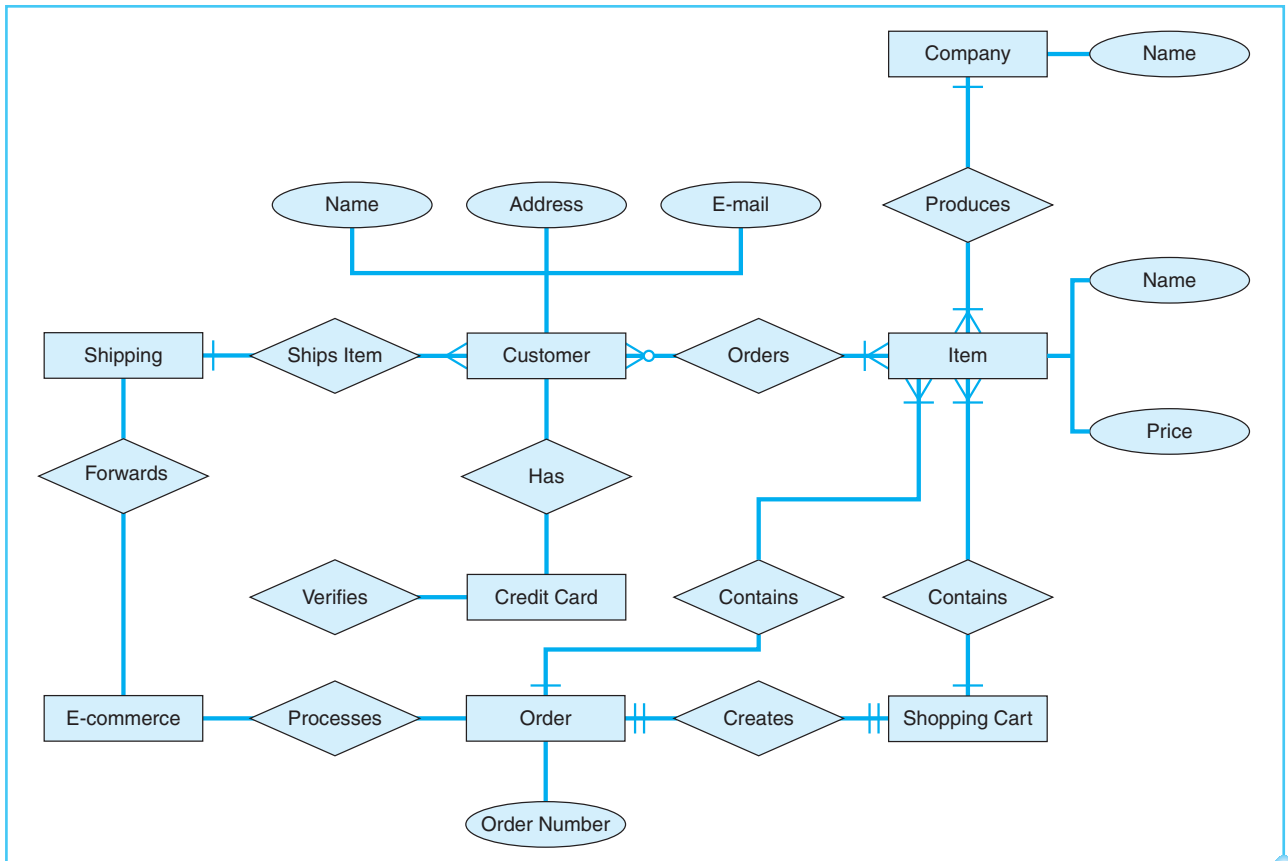 Company
Name
Name
Address
E-mail
Produces
Name
Shipping
Ships Item
Customer
Orders
Item
Price
Forwards
Has
Verifies
Credit Card
Contains
Contains
E-commerce
Processes
Order
Creates
Shopping Cart
Order Number